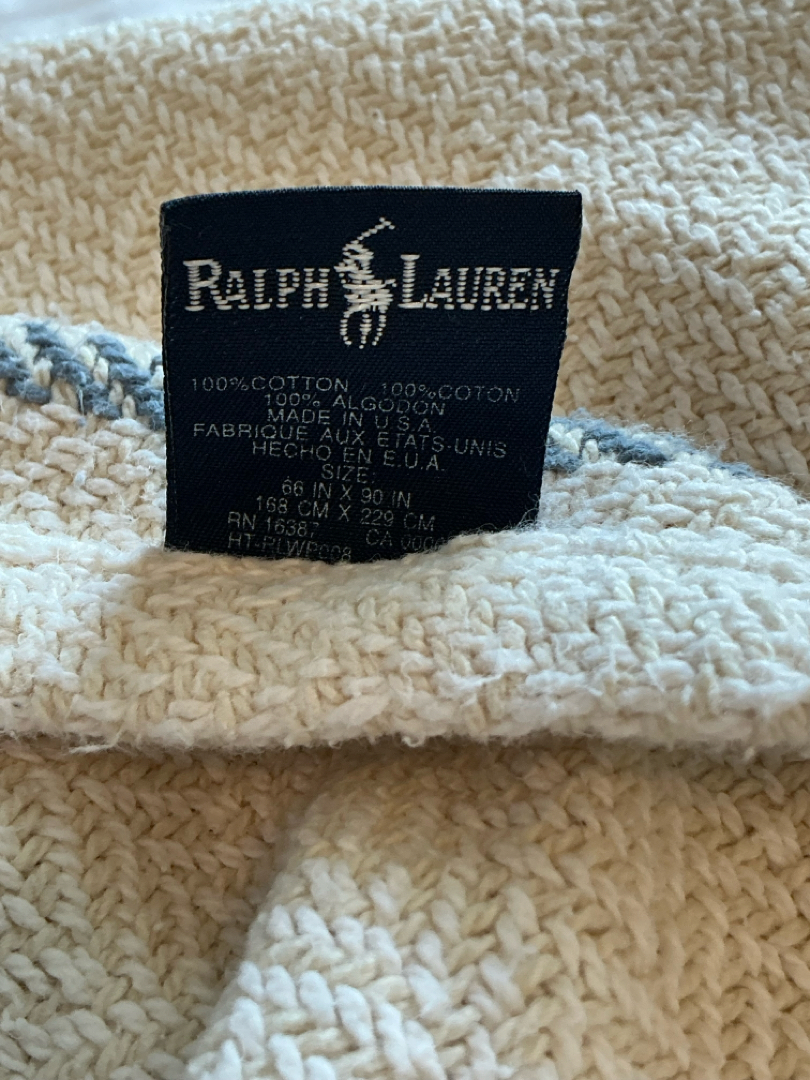 RALPH LAUREN
100%COTTON / 100%COTON
100% ALGODON
MADE IN U.S.A.
FABRIQUE AUX ETATS-UNIS
HECHO EN E.U.A.
SIZE:
66 IN X 90 IN
168 CM X 229 CM
RN 16387 CA